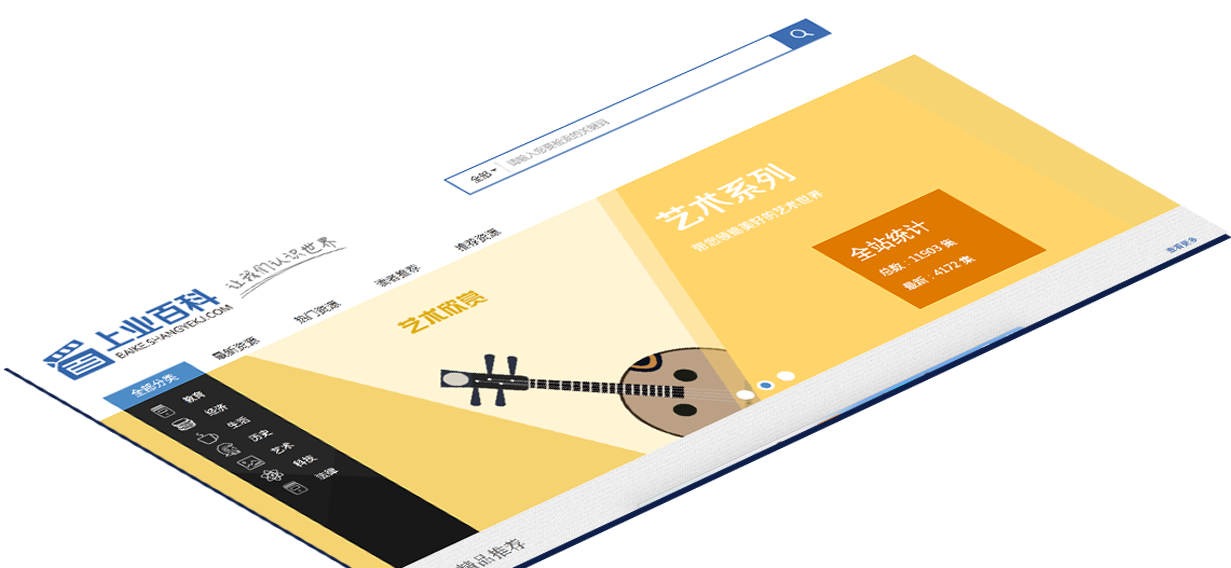 全部
请输入您要检索的关键词
让我们认识世界
上业百科
BAIKE.SHANGYEKJ.COM
最新资源
热门资源
读者推荐
推荐资源
全部分类
教育
经济
生活
历史
艺术
科技
法律
艺术欣赏
艺术系列
带您领略美好的艺术世界
全站统计
总数：11503 集
最新：4172 集
查看更多
精品推荐